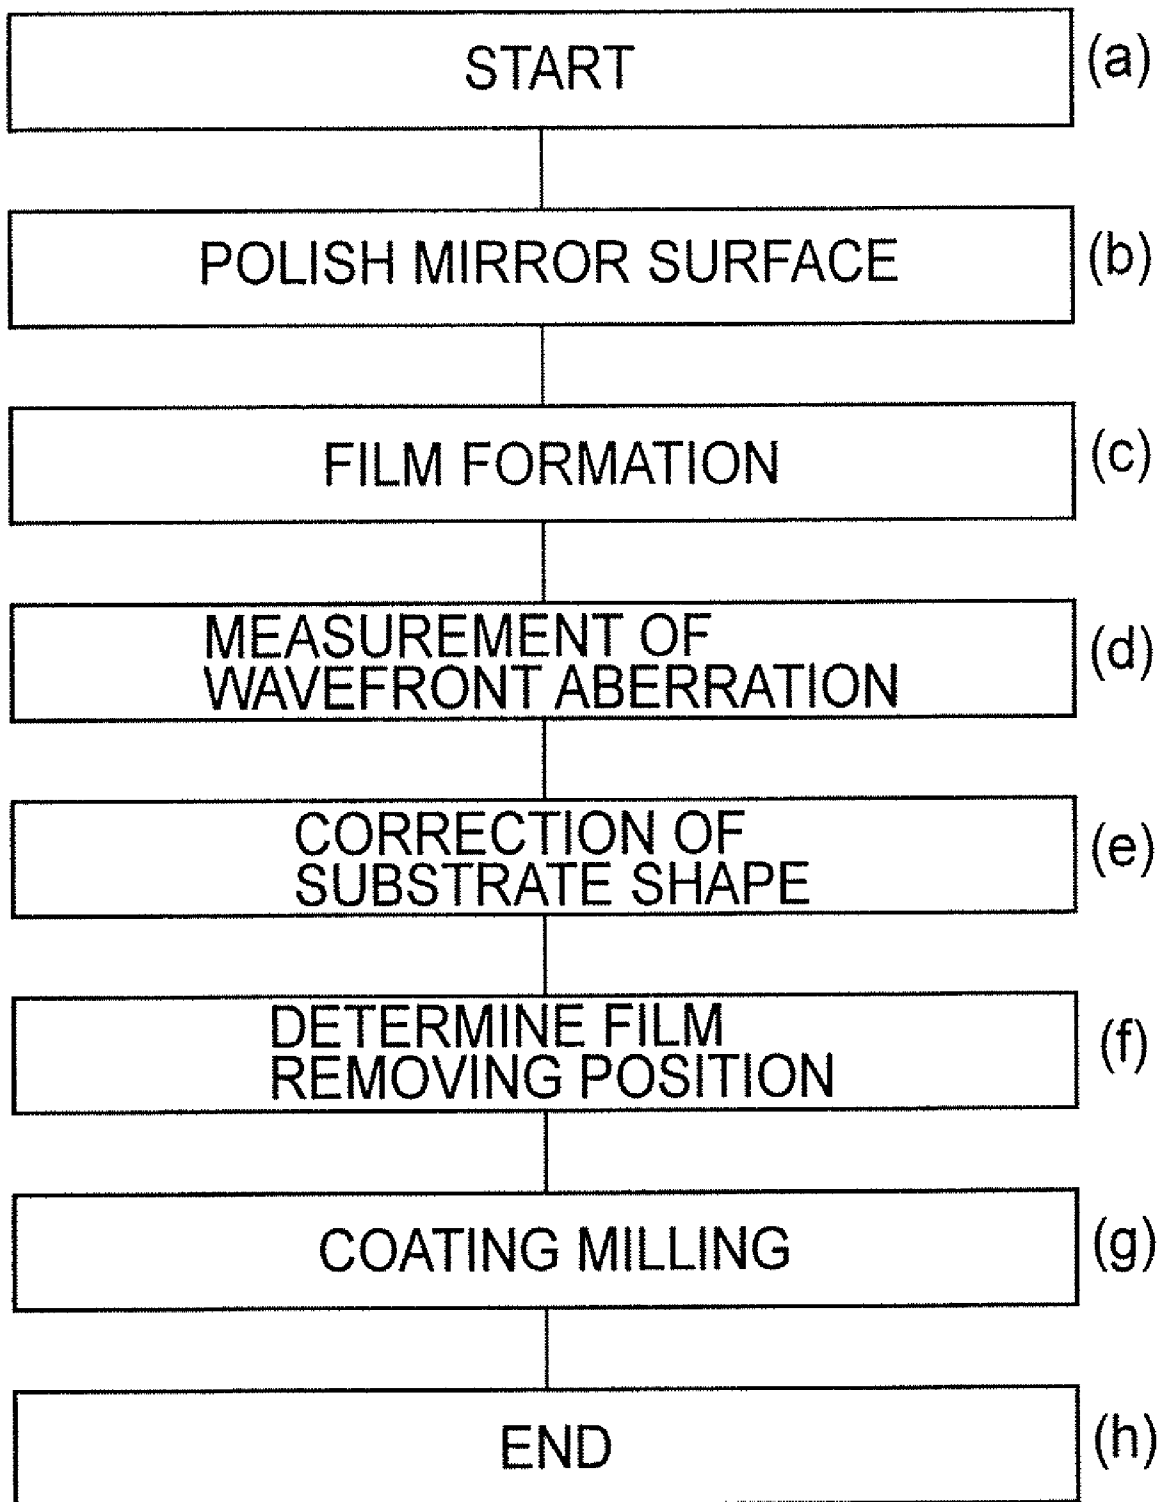 START
(a)
POLISH MIRROR SURFACE
(b)
FILM FORMATION
(c)
MEASUREMENT OF
WAVEFRONT ABERRATION
(d)
CORRECTION OF
SUBSTRATE SHAPE
(e)
DETERMINE FILM
REMOVING POSITION
(f)
COATING MILLING
(g)
END
(h)